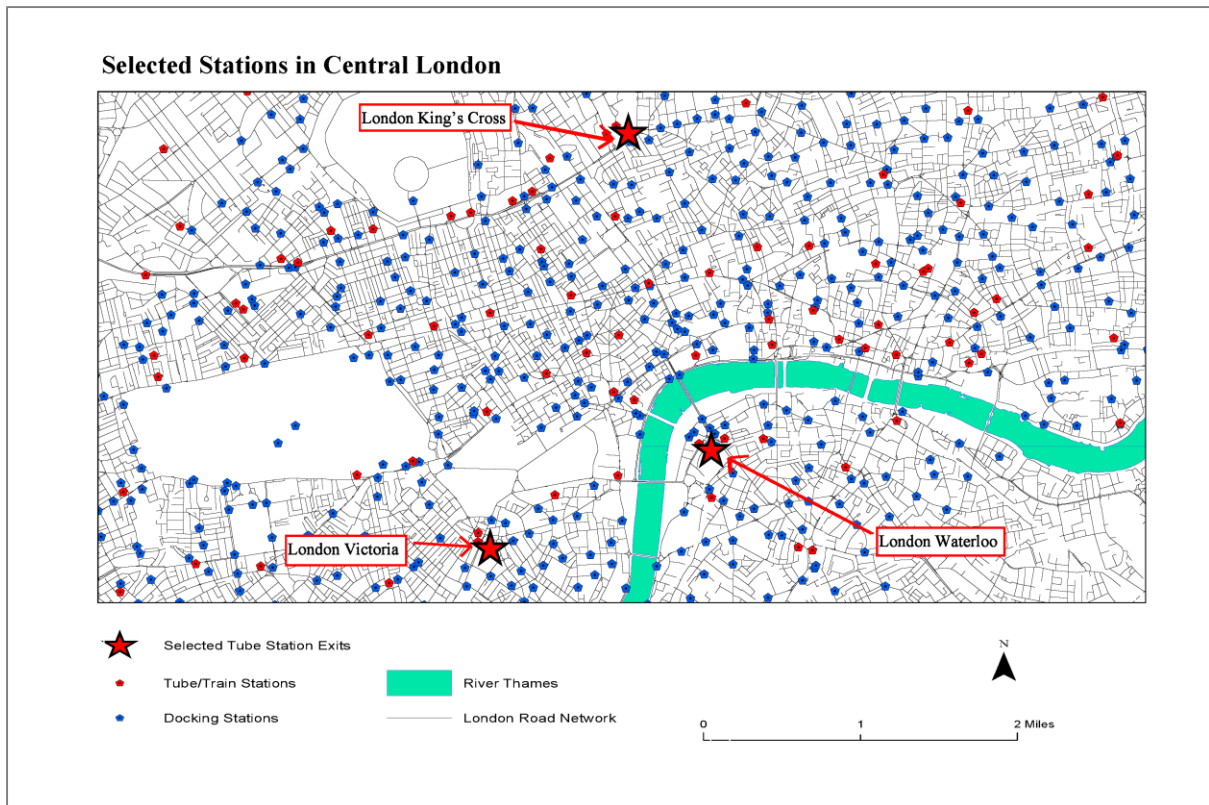 Selected Stations in Central London
London King's Cross
London Victoria
London Waterloo
Selected Tube Station Exits
Tube/Train Stations
River Thames
Docking Stations
London Road Network
N
0 1 2 Miles